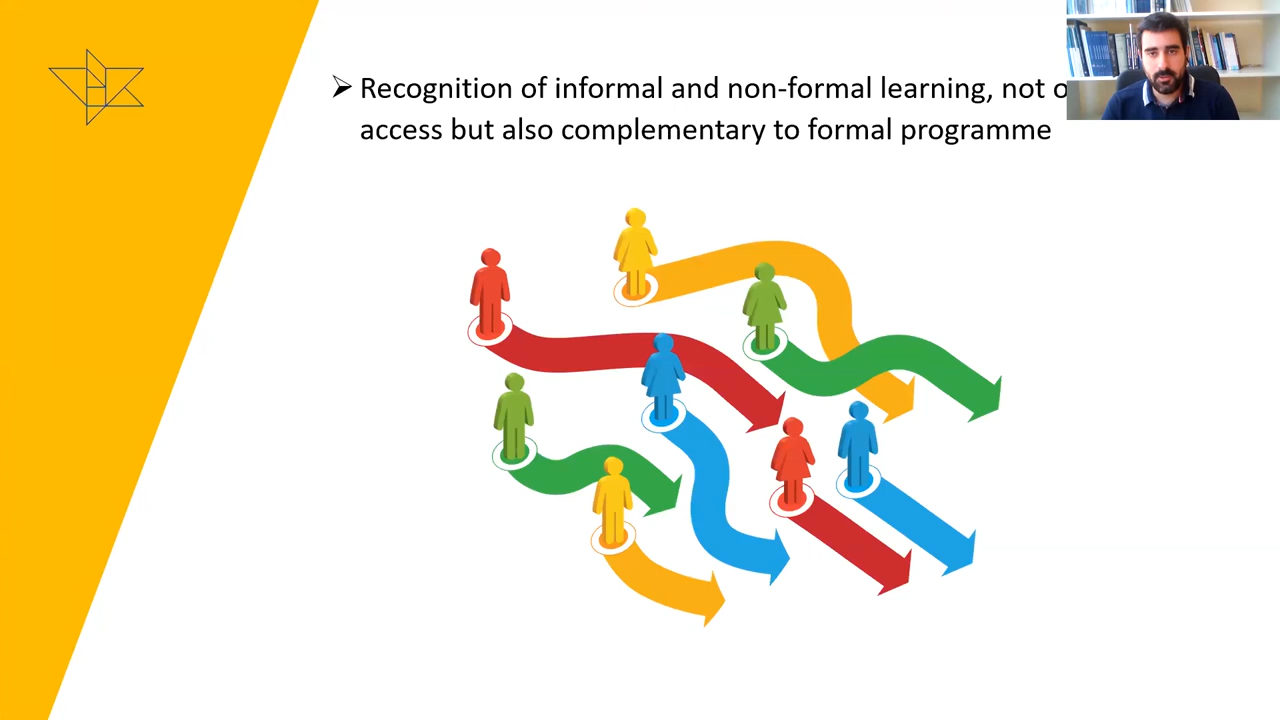 Recognition of informal and non-formal learning, not
access but also complementary to formal programme